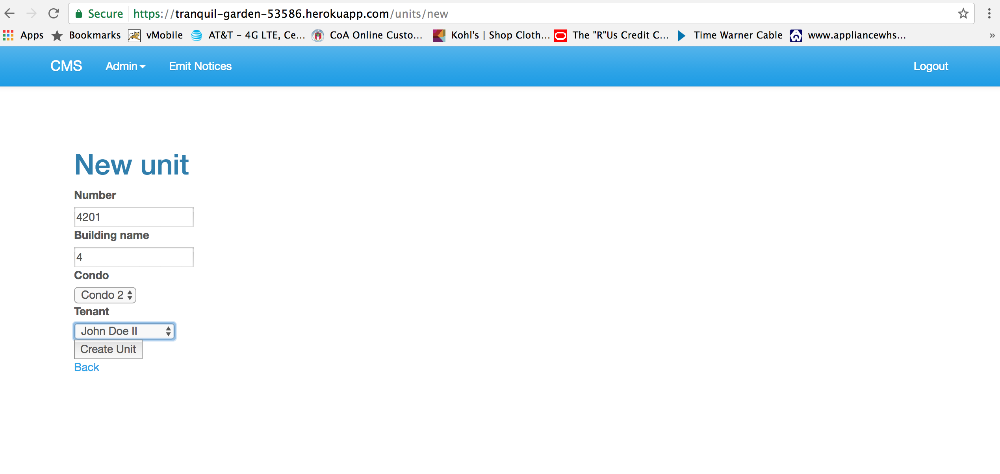 Secure https://tranquil-garden-53586.herokuapp.com/units/new
Apps Bookmarks vMobile AT&T - 4G LTE, Ce... CoA Online Custo... Kohl's | Shop Cloth... The "R"Us Credit C... Time Warner Cable www.appliancewhs... »
CMS Admin Emit Notices Logout
New unit
Number
4201
Building name
4
Condo
Condo 2
Tenant
John Doe II
Create Unit
Back